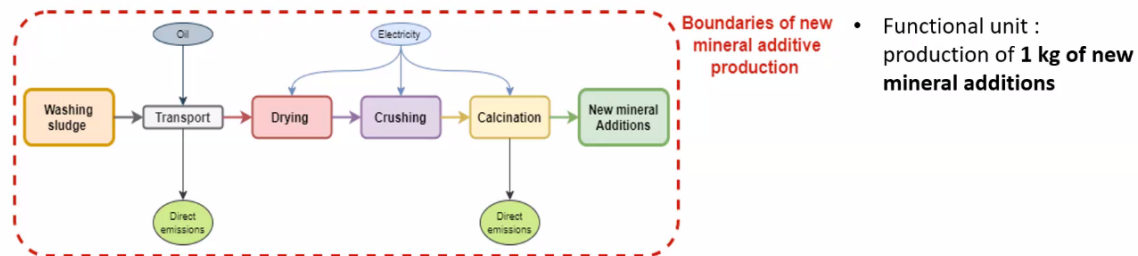 Oil
Electricity
Washing
sludge
Transport
Drying
Crushing
Calcination
New mineral
Additions
Direct
emissions
Direct
emissions
Boundaries of new
mineral additive
production
• Functional unit :
production of 1 kg of new
mineral additions